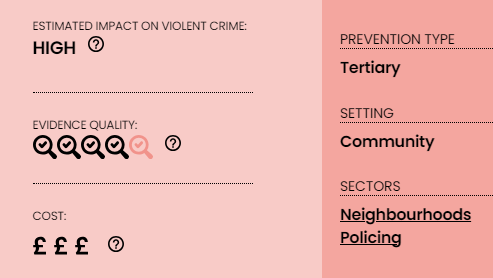 ESTIMATED IMPACT ON VIOLENT CRIME:
HIGH ?
EVIDENCE QUALITY:
?
COST:
£ £ £ ?
PREVENTION TYPE
Tertiary
SETTING
Community
SECTORS
Neighbourhoods
Policing